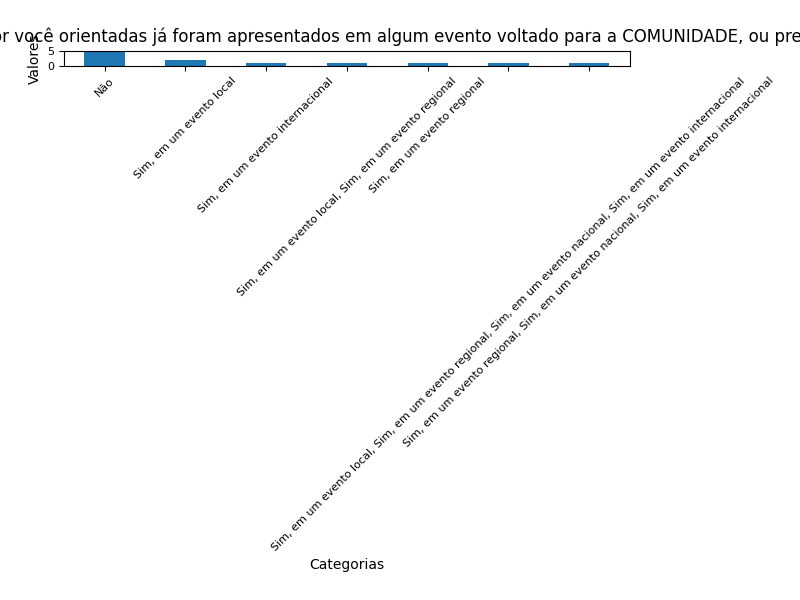 r você orientadas já foram apresentados em algum evento voltado para a COMUNIDADE, ou pre
Valores
5
0
Não
Sim, em um evento local
Sim, em um evento internacional
Sim, em um evento local, Sim, em um evento regional
Sim, em um evento regional
Sim, em um evento local, Sim, em um evento regional, Sim, em um evento nacional, Sim, em um evento internacional
Sim, em um evento regional, Sim, em um evento nacional, Sim, em um evento internacional
Categorias